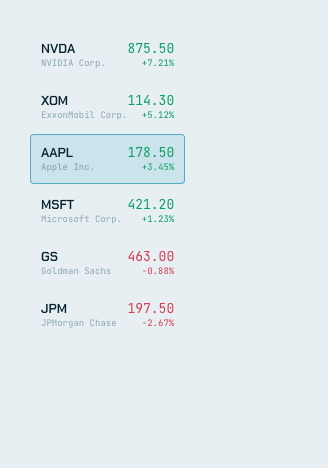 NVDA 875.50
NVIDIA Corp. +7.21%
XOM 114.30
ExxonMobil Corp. +5.12%
AAPL 178.50
Apple Inc. +3.45%
MSFT 421.20
Microsoft Corp. +1.23%
GS 463.00
Goldman Sachs -0.88%
JPM 197.50
JPMorgan Chase -2.67%